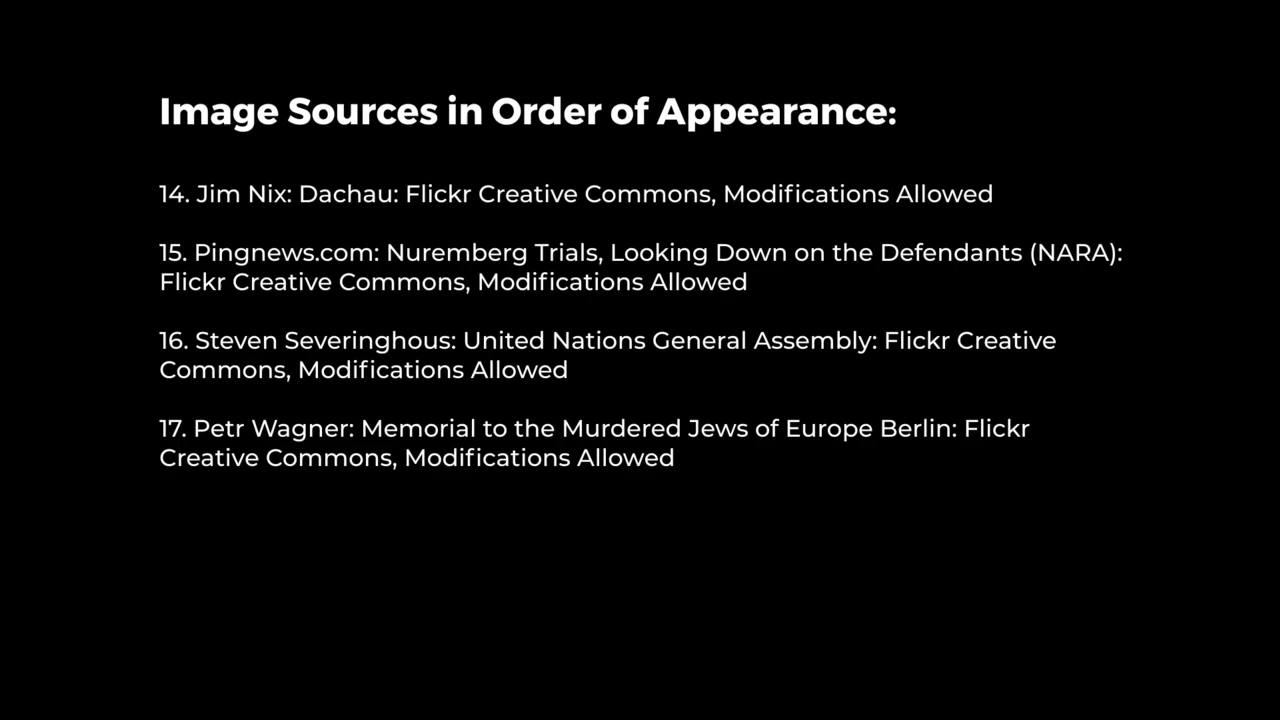 Image Sources in Order of Appearance:
14. Jim Nix: Dachau: Flickr Creative Commons, Modifications Allowed
15. Pingnews.com: Nuremberg Trials, Looking Down on the Defendants (NARA):
Flickr Creative Commons, Modifications Allowed
16. Steven Severinghous: United Nations General Assembly: Flickr Creative
Commons, Modifications Allowed
17. Petr Wagner: Memorial to the Murdered Jews of Europe Berlin: Flickr
Creative Commons, Modifications Allowed